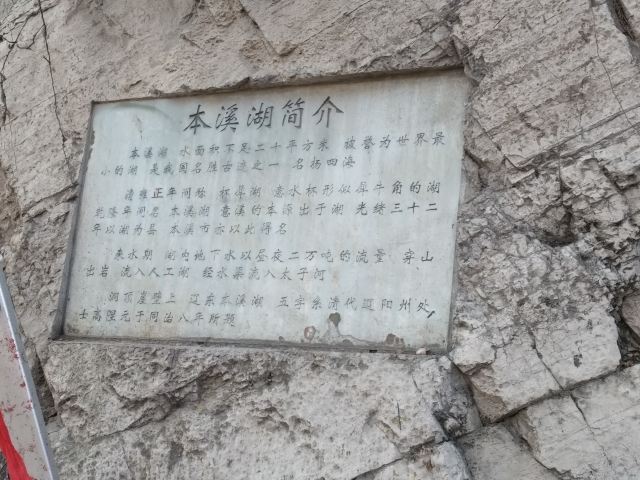 本溪湖简介
本溪湖 水面积不足二十平方米 被誉为世界最
小的湖 是我国名胜古迹之一 名扬四海
清雍正年间称 杯犀湖 意水杯形似犀牛角的湖
乾隆年间名 本溪湖 意溪的本源出于湖 光绪三十二
年以湖为县 本溪市亦以此得名
来水期 湖内地下水以昼夜二万吨的流量 穿山
出岩 流入人工湖 经水渠流入太子河
洞顶崖壁上 辽东本溪湖 五字系清代辽阳州处
士高陞元于同治八年所题